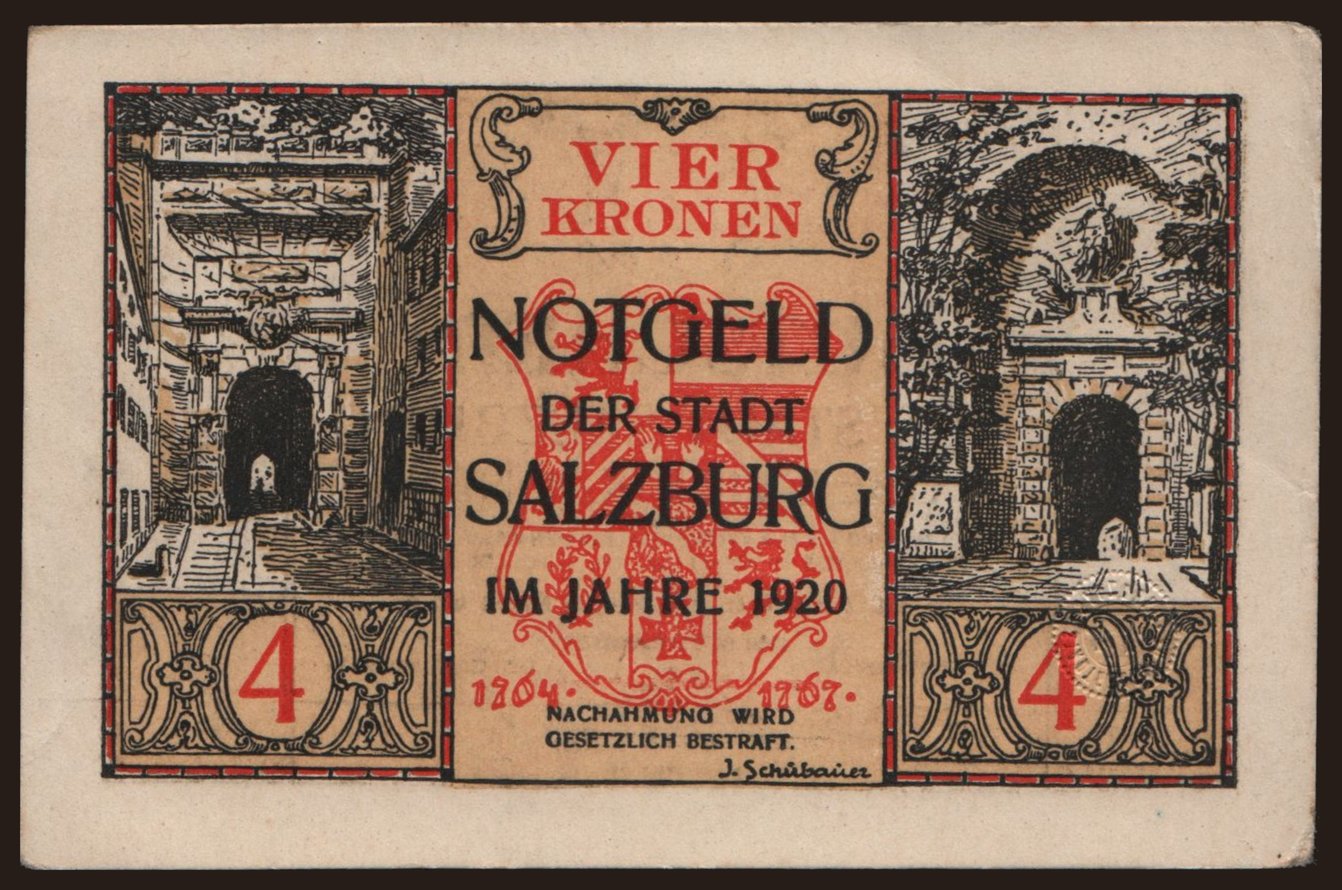 VIER
KRONEN
NOTGELD
DER STADT
SALZBURG
IM JAHRE 1920
1764. 1767.
NACHAHMUNG WIRD
GESETZLICH BESTRAFT.
J. Schübauer
4
4